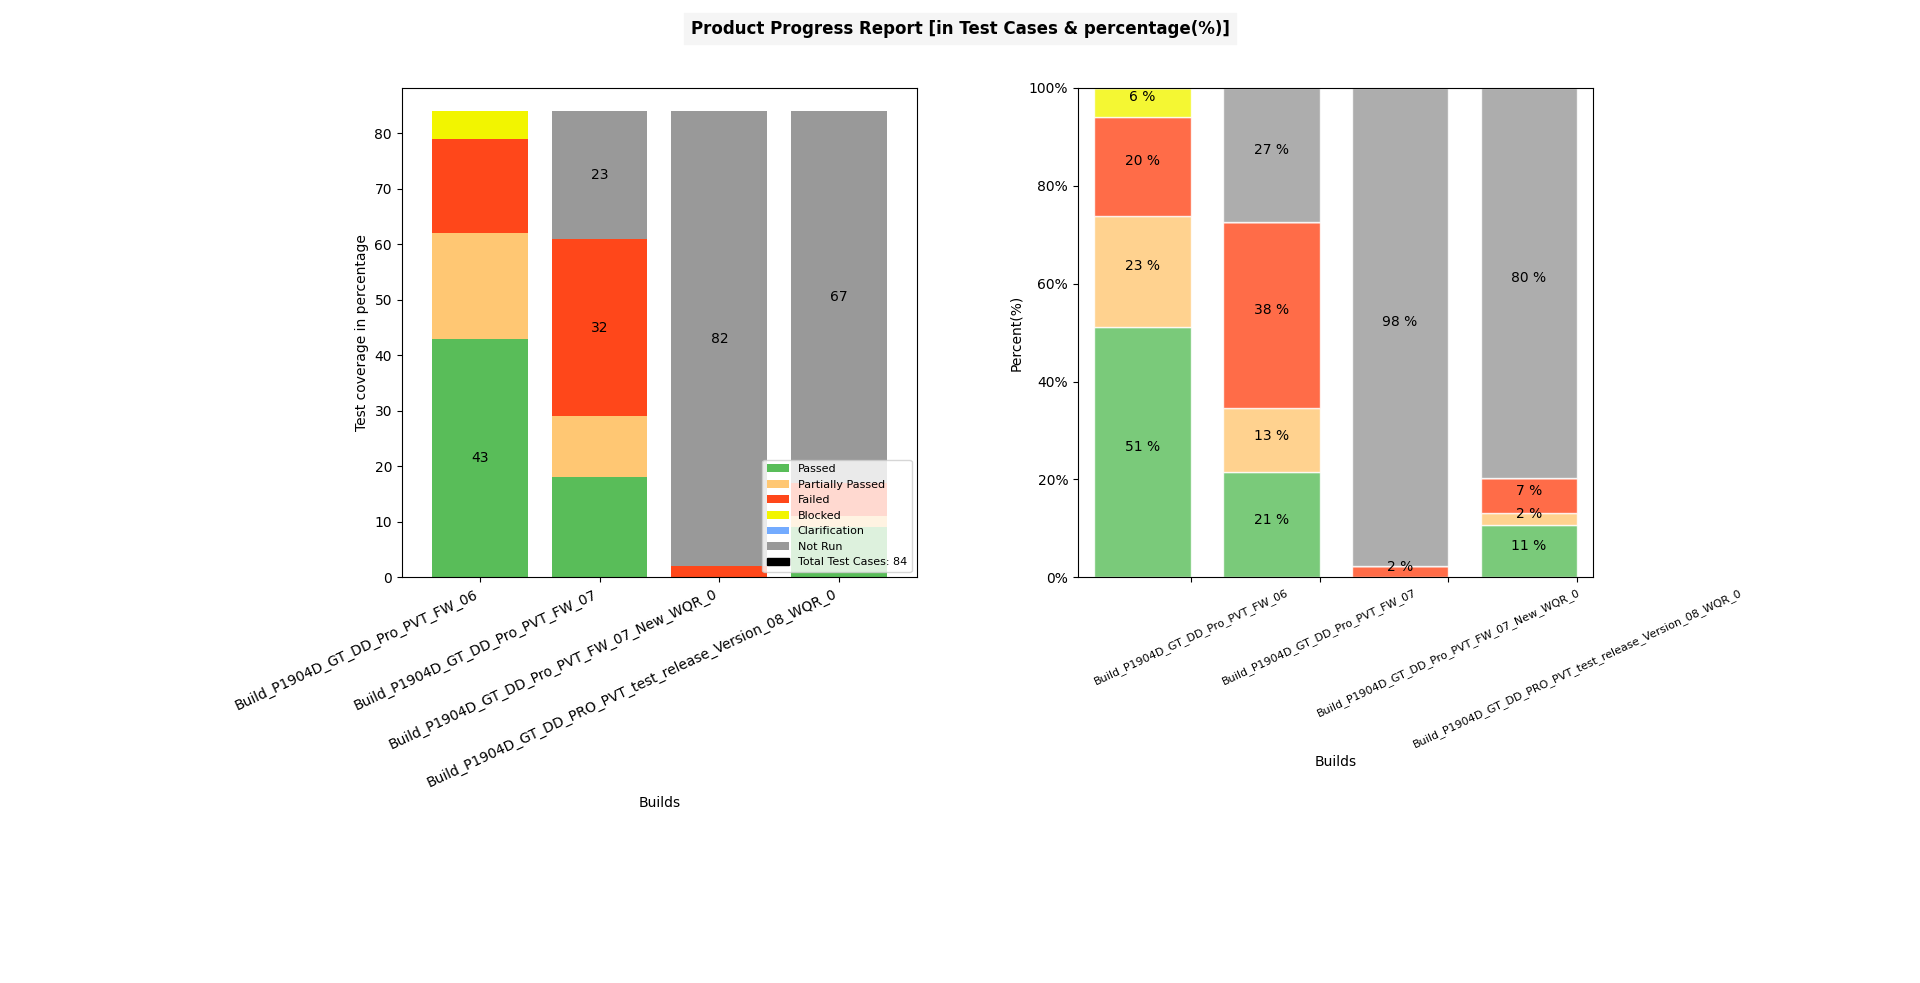 Product Progress Report [in Test Cases & percentage(%)]
Test coverage in percentage
80
70
60
50
40
30
20
10
0
43
23
32
82
67
Passed
Partially Passed
Failed
Blocked
Clarification
Not Run
Total Test Cases: 84
Build_P1904D_GT_DD_Pro_PVT_FW_06
Build_P1904D_GT_DD_Pro_PVT_FW_07
Build_P1904D_GT_DD_Pro_PVT_FW_07_New_WQR_0
Build_P1904D_GT_DD_PRO_PVT_test_release_Version_08_WQR_0
Builds
Percent(%)
100%
80%
60%
40%
20%
0%
6 %
20 %
23 %
51 %
27 %
38 %
13 %
21 %
98 %
2 %
80 %
7 %
2 %
11 %
Build_P1904D_GT_DD_Pro_PVT_FW_06
Build_P1904D_GT_DD_Pro_PVT_FW_07
Build_P1904D_GT_DD_Pro_PVT_FW_07_New_WQR_0
Build_P1904D_GT_DD_PRO_PVT_test_release_Version_08_WQR_0
Builds